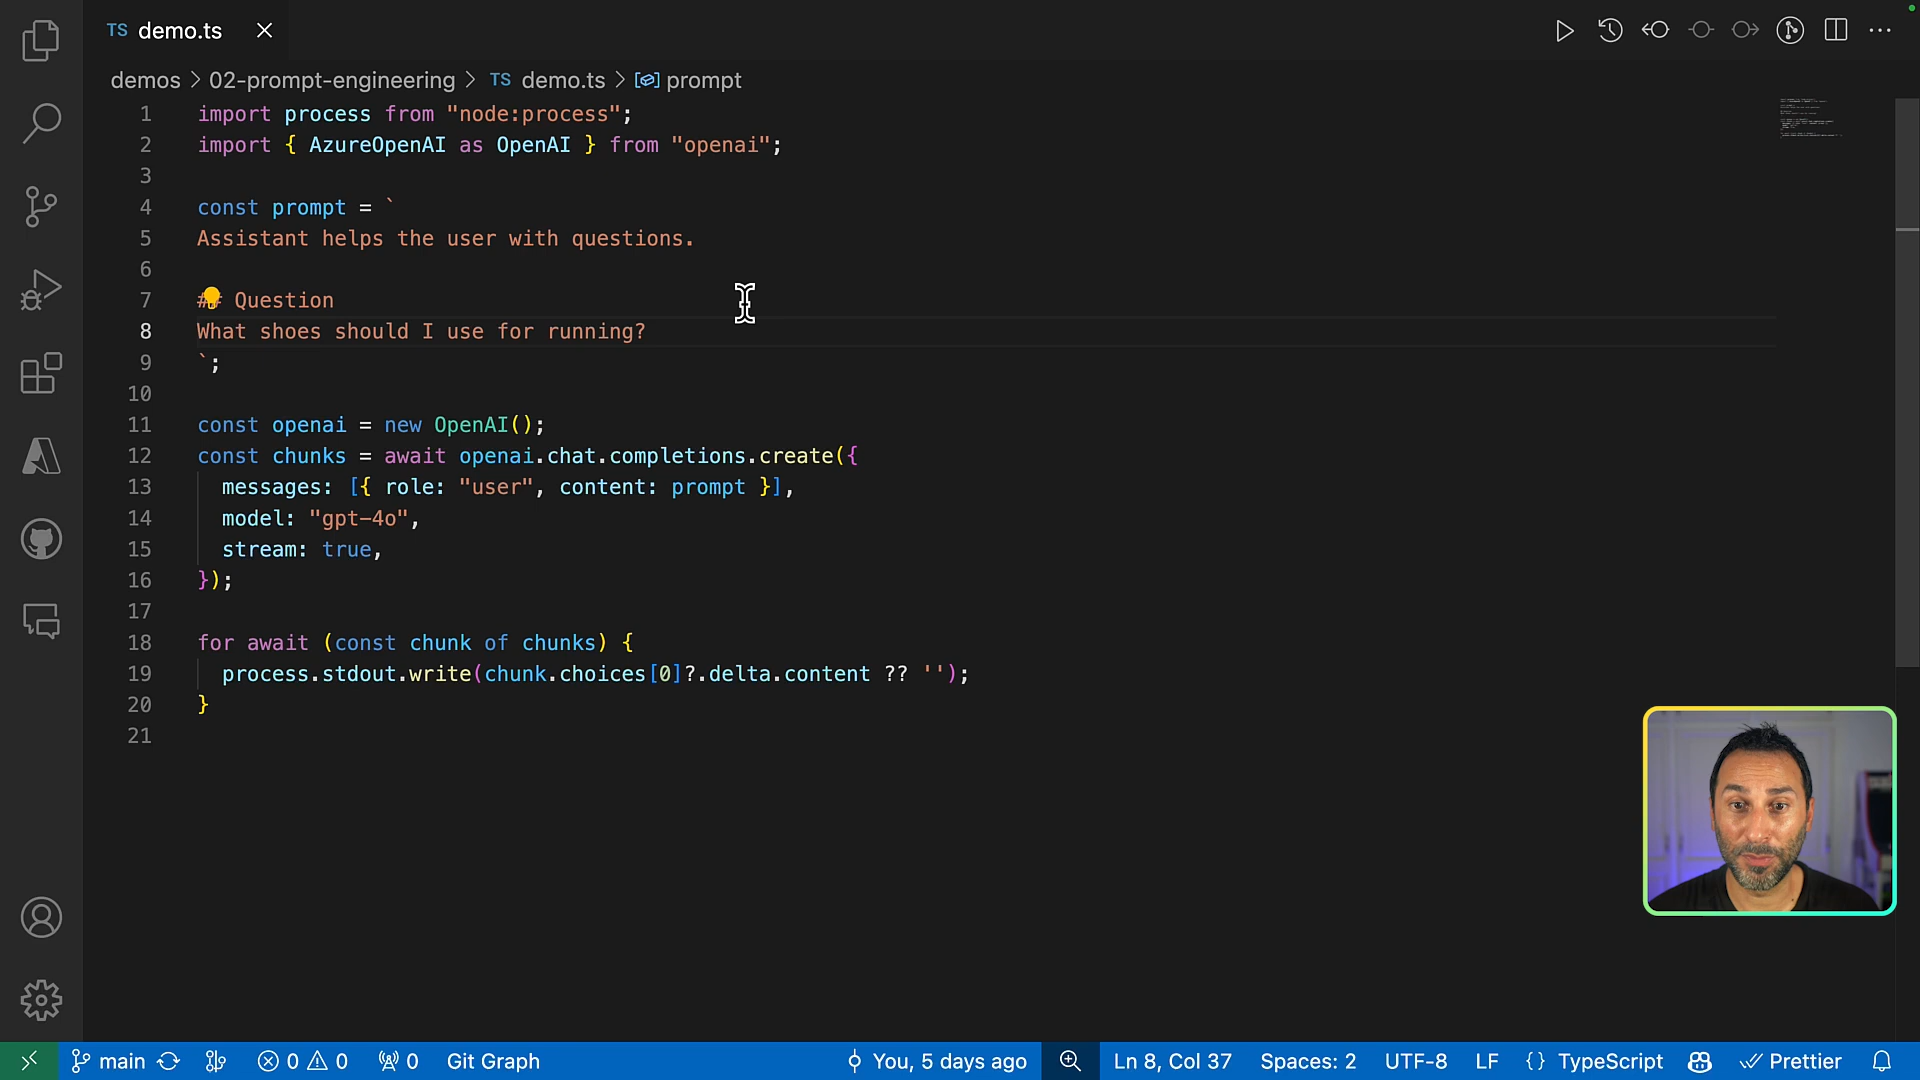 TS demo.ts
demos > 02-prompt-engineering > TS demo.ts > prompt
1 import process from "node:process";
2 import { AzureOpenAI as OpenAI } from "openai";
3
4 const prompt = `
5 Assistant helps the user with questions.
6
7 ## Question
8 What shoes should I use for running?
9 `;
10
11 const openai = new OpenAI();
12 const chunks = await openai.chat.completions.create({
13 messages: [{ role: "user", content: prompt }],
14 model: "gpt-4o",
15 stream: true,
16 });
17
18 for await (const chunk of chunks) {
19 process.stdout.write(chunk.choices[0]?.delta.content ?? '');
20 }
21
main 0 0 0 Git Graph You, 5 days ago Ln 8, Col 37 Spaces: 2 UTF-8 LF {} TypeScript Prettier